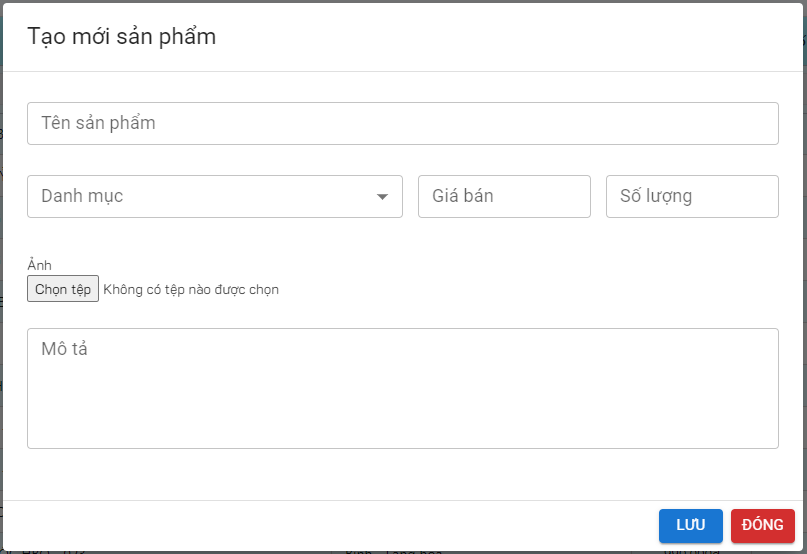 Tạo mới sản phẩm
Tên sản phẩm
Danh mục Giá bán Số lượng
Ảnh
Chọn tệp Không có tệp nào được chọn
Mô tả
LƯU ĐÓNG